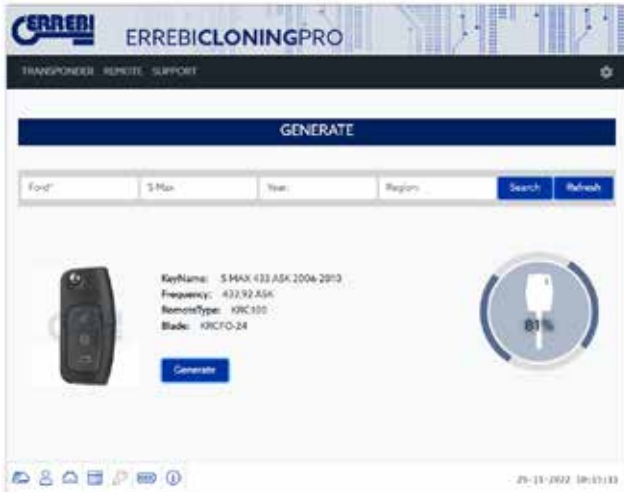 ERREBI
ERREBICLONINGPRO
TRANSPONDER REMOTE SUPPORT
GENERATE
Ford* S-Max Year: Region: Search Refresh
KeyName: S-MAX 433 ASK 2006-2010
Frequency: 433,92 ASK
RemoteType: KRC100
Blade: KRCFO-24
81%
Generate